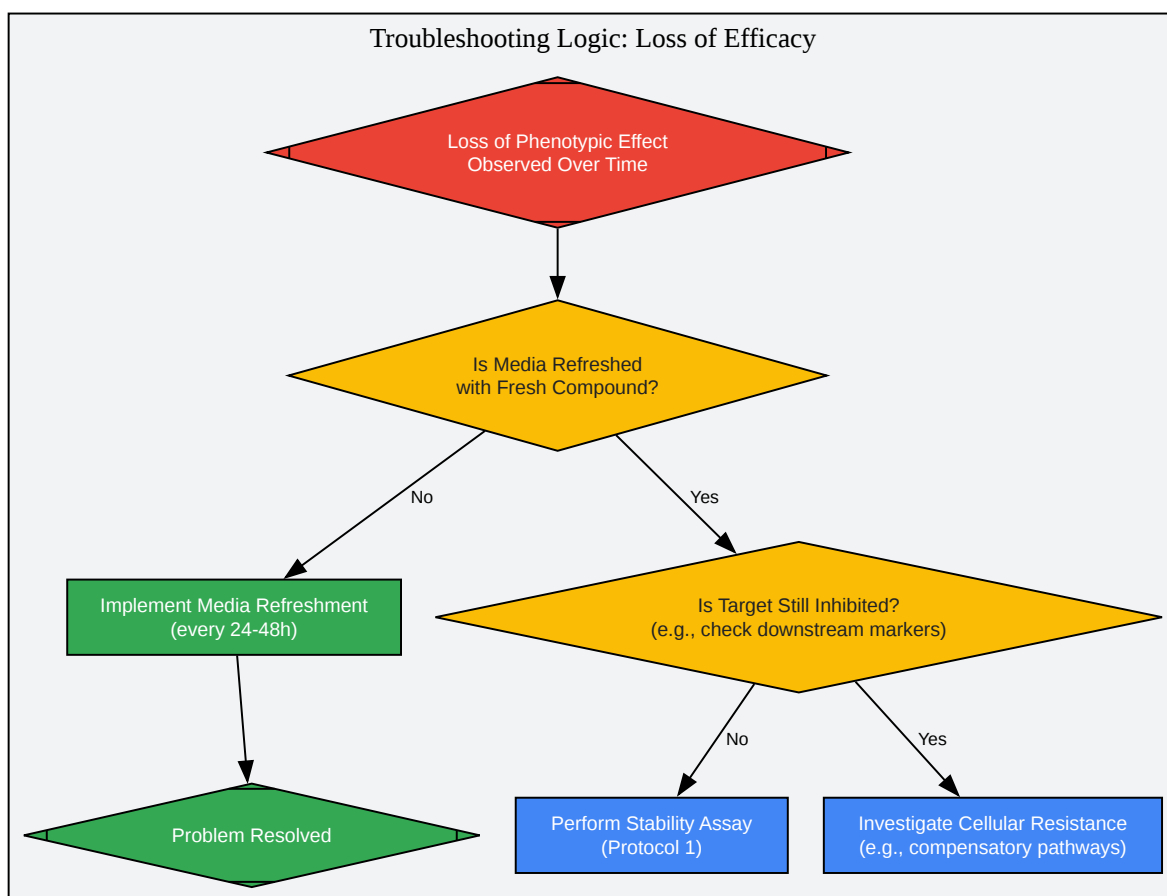 Troubleshooting Logic: Loss of Efficacy
Loss of Phenotypic Effect
Observed Over Time
Is Media Refreshed
with Fresh Compound?
No
Yes
Implement Media Refreshment
(every 24-48h)
Is Target Still Inhibited?
(e.g., check downstream markers)
No
Yes
Problem Resolved
Perform Stability Assay
(Protocol 1)
Investigate Cellular Resistance
(e.g., compensatory pathways)